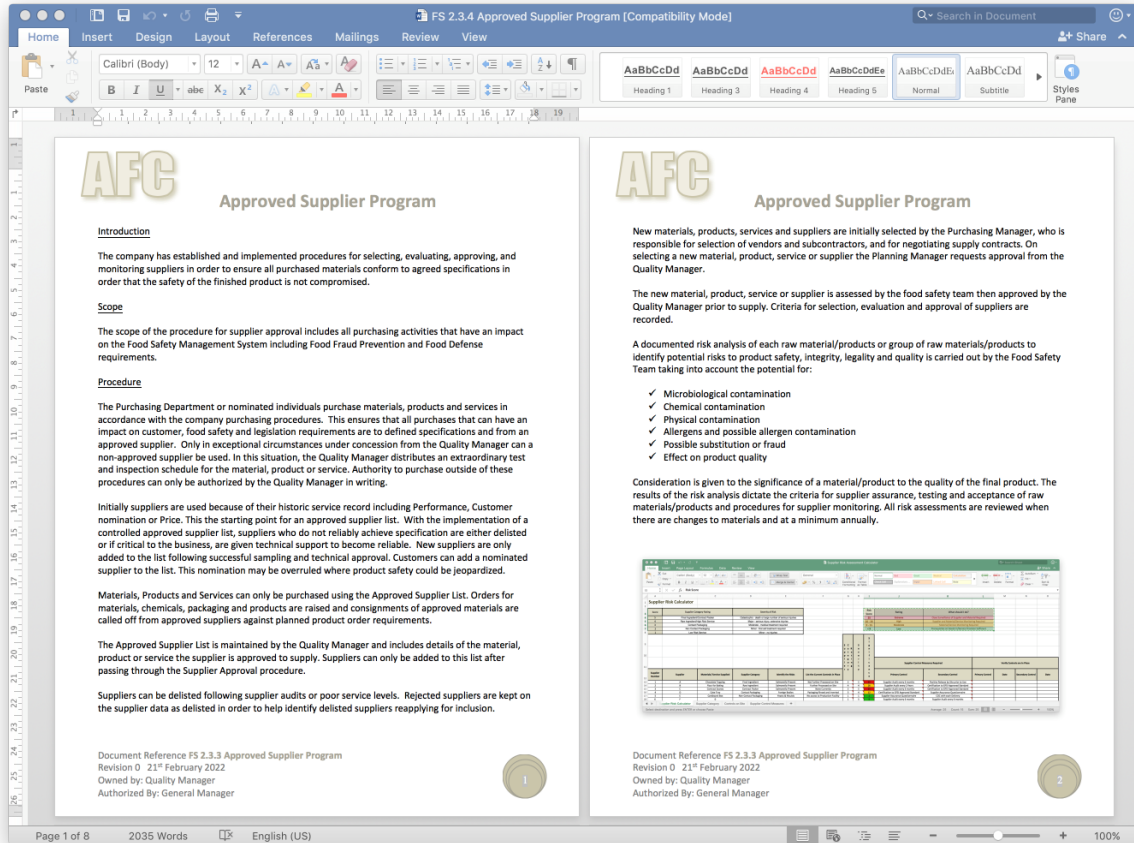 FS 2.3.4 Approved Supplier Program [Compatibility Mode]
Search in Document
Home Insert Design Layout References Mailings Review View
Share
Paste
Calibri (Body) 12
B I U abc X2 X2 A A
AaBbCcDd AaBbCcDd AaBbCcDd AaBbCcDdEe AaBbCcDdEe AaBbCcDd
Heading 1 Heading 3 Heading 4 Heading 5 Normal Subtitle
Styles
Pane
AFC
Approved Supplier Program
Introduction
The company has established and implemented procedures for selecting, evaluating, approving, and
monitoring suppliers in order to ensure all purchased materials conform to agreed specifications in
order that the safety of the finished product is not compromised.
Scope
The scope of the procedure for supplier approval includes all purchasing activities that have an impact
on the Food Safety Management System including Food Fraud Prevention and Food Defense
requirements.
Procedure
The Purchasing Department or nominated individuals purchase materials, products and services in
accordance with the company purchasing procedures. This ensures that all purchases that can have an
impact on customer, food safety and legislation requirements are to defined specifications and from an
approved supplier. Only in exceptional circumstances under concession from the Quality Manager can a
non-approved supplier be used. In this situation, the Quality Manager distributes an extraordinary test
and inspection schedule for the material, product or service. Authority to purchase outside of these
procedures can only be authorized by the Quality Manager in writing.
Initially suppliers are used because of their historic service record including Performance, Customer
nomination or Price. This the starting point for an approved supplier list. With the implementation of a
controlled approved supplier list, suppliers who do not reliably achieve specification are either delisted
or if critical to the business, are given technical support to become reliable. New suppliers are only
added to the list following successful sampling and technical approval. Customers can add a nominated
supplier to the list. This nomination may be overruled where product safety could be jeopardized.
Materials, Products and Services can only be purchased using the Approved Supplier List. Orders for
materials, chemicals, packaging and products are raised and consignments of approved materials are
called off from approved suppliers against planned product order requirements.
The Approved Supplier List is maintained by the Quality Manager and includes details of the material,
product or service the supplier is approved to supply. Suppliers can only be added to this list after
passing through the Supplier Approval procedure.
Suppliers can be delisted following supplier audits or poor service levels. Rejected suppliers are kept on
the supplier data as delisted in order to help identify delisted suppliers reapplying for inclusion.
Document Reference FS 2.3.3 Approved Supplier Program
Revision 0 21st February 2022
Owned by: Quality Manager
Authorized By: General Manager
1
AFC
Approved Supplier Program
New materials, products, services and suppliers are initially selected by the Purchasing Manager, who is
responsible for selection of vendors and subcontractors, and for negotiating supply contracts. On
selecting a new material, product, service or supplier the Planning Manager requests approval from the
Quality Manager.
The new material, product, service or supplier is assessed by the food safety team then approved by the
Quality Manager prior to supply. Criteria for selection, evaluation and approval of suppliers are
recorded.
A documented risk analysis of each raw material/products or group of raw materials/products to
identify potential risks to product safety, integrity, legality and quality is carried out by the Food Safety
Team taking into account the potential for:
✓ Microbiological contamination
✓ Chemical contamination
✓ Physical contamination
✓ Allergens and possible allergen contamination
✓ Possible substitution or fraud
✓ Effect on product quality
Consideration is given to the significance of a material/product to the quality of the final product. The
results of the risk analysis dictate the criteria for supplier assurance, testing and acceptance of raw
materials/products and procedures for supplier monitoring. All risk assessments are reviewed when
there are changes to materials and at a minimum annually.
Supplier Risk Calculator
Document Reference FS 2.3.3 Approved Supplier Program
Revision 0 21st February 2022
Owned by: Quality Manager
Authorized By: General Manager
2
Page 1 of 8 2035 Words English (US) 100%